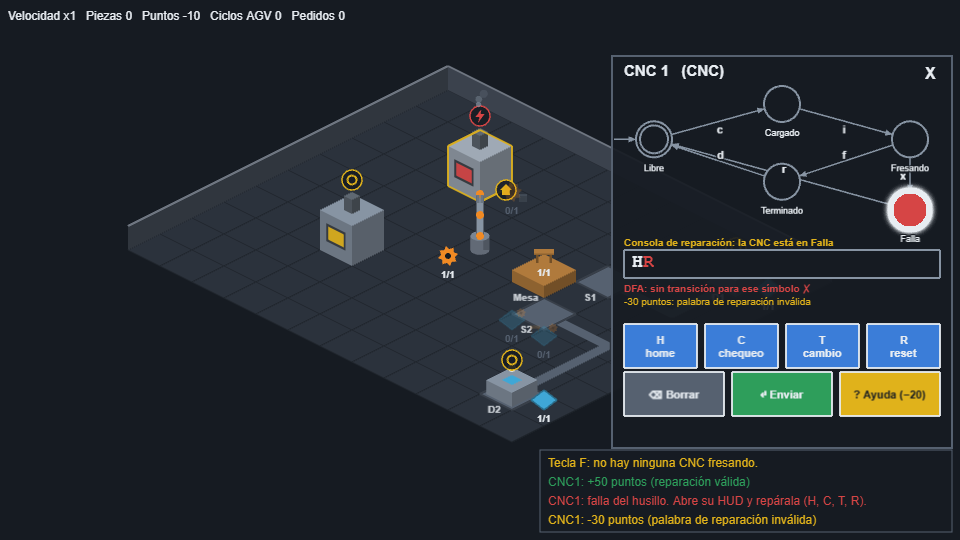 Velocidad x1 Piezas 0 Puntos -10 Ciclos AGV 0 Pedidos 0
CNC 1 (CNC)
X
Cargado
c
i
Libre
Fresando
d
r
f
x
Terminado
Falla
Consola de reparación: la CNC está en Falla
HR
DFA: sin transición para ese símbolo ✗
-30 puntos: palabra de reparación inválida
H
home
C
chequeo
T
cambio
R
reset
⌫ Borrar
↵ Enviar
? Ayuda (−20)
0/1
1/1
1/1
Mesa
S1
S2
0/1
0/1
D2
1/1
Tecla F: no hay ninguna CNC fresando.
CNC1: +50 puntos (reparación válida)
CNC1: falla del husillo. Abre su HUD y repárala (H, C, T, R).
CNC1: -30 puntos (palabra de reparación inválida)